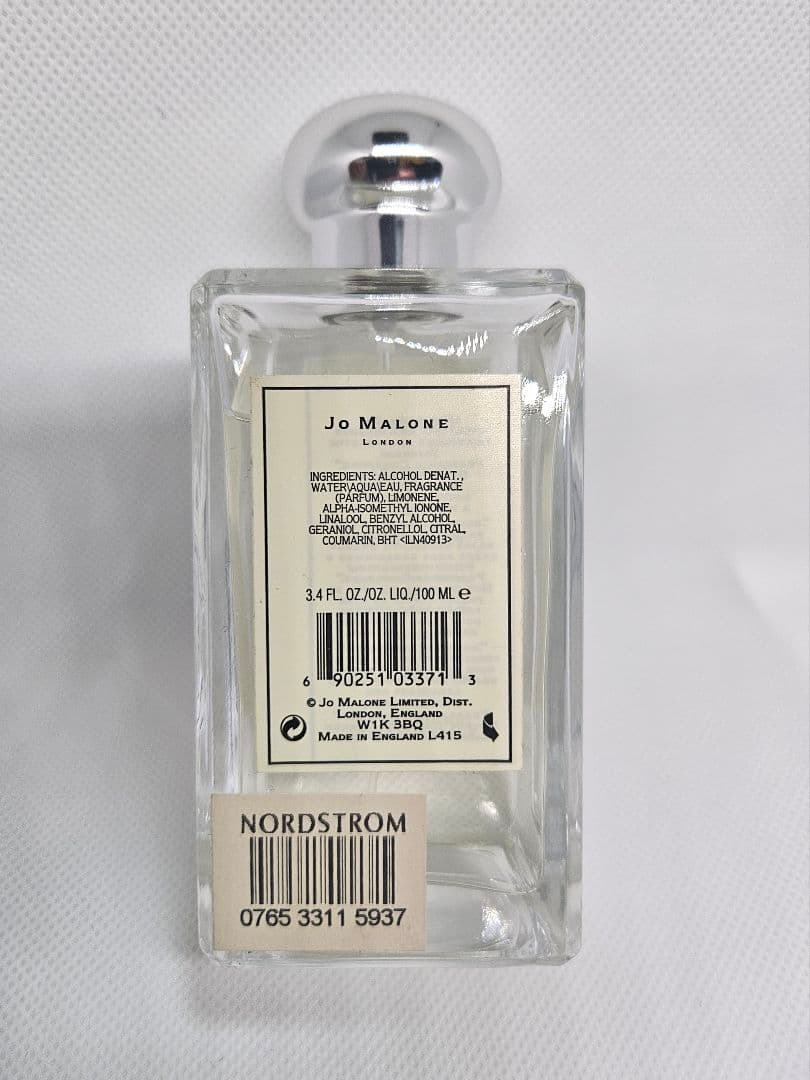 JO MALONE
LONDON
INGREDIENTS: ALCOHOL DENAT.,
WATER\AQUA\EAU, FRAGRANCE
(PARFUM), LIMONENE,
ALPHA-ISOMETHYL IONONE,
LINALOOL, BENZYL ALCOHOL,
GERANIOL, CITRONELLOL, CITRAL,
COUMARIN, BHT <ILN40913>
3.4 FL. OZ./OZ. LIQ./100 ML e
6 90251 03371 3
© JO MALONE LIMITED, DIST.
LONDON, ENGLAND
W1K 3BQ
MADE IN ENGLAND L415
NORDSTROM
0765 3311 5937